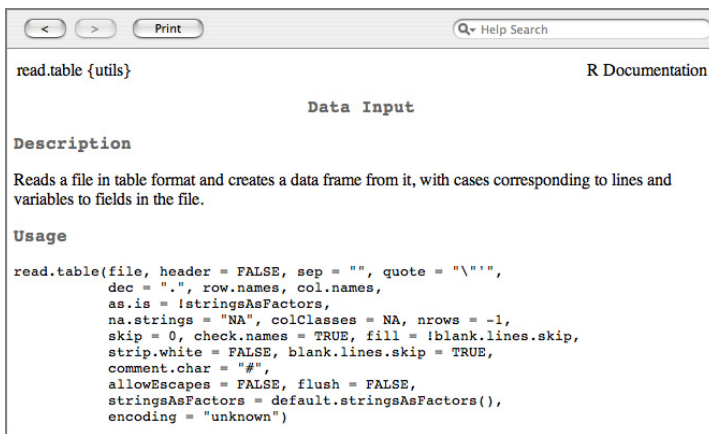 < > Print Help Search
read.table {utils} R Documentation
Data Input
Description
Reads a file in table format and creates a data frame from it, with cases corresponding to lines and
variables to fields in the file.
Usage
read.table(file, header = FALSE, sep = "", quote = "\"'",
dec = ".", row.names, col.names,
as.is = !stringsAsFactors,
na.strings = "NA", colClasses = NA, nrows = -1,
skip = 0, check.names = TRUE, fill = !blank.lines.skip,
strip.white = FALSE, blank.lines.skip = TRUE,
comment.char = "#",
allowEscapes = FALSE, flush = FALSE,
stringsAsFactors = default.stringsAsFactors(),
encoding = "unknown")